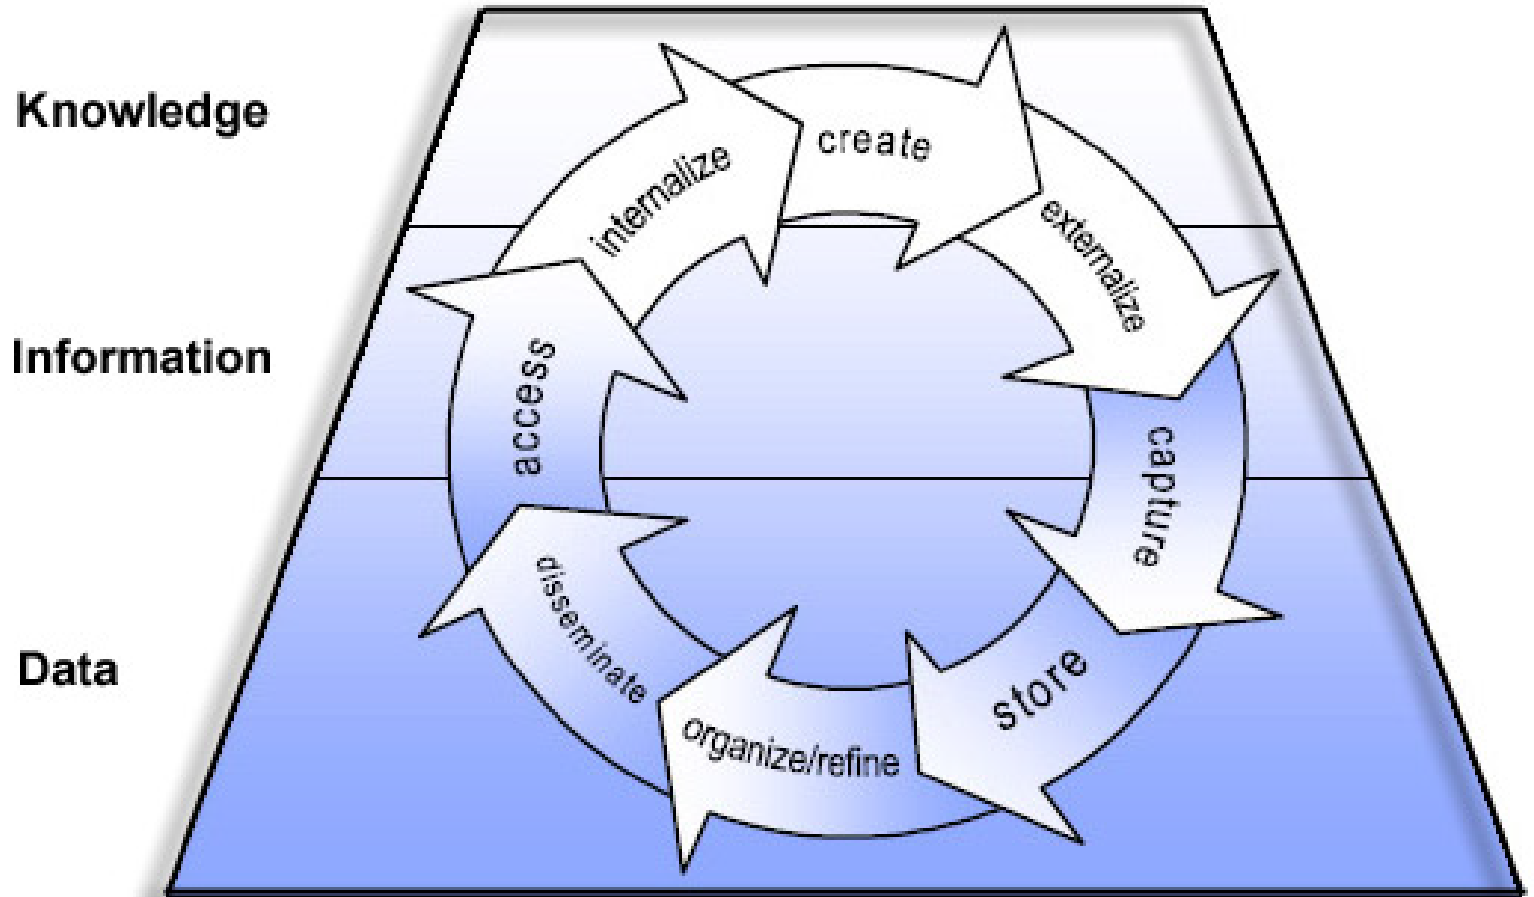 Knowledge
Information
Data
create
externalize
capture
store
organize/refine
disseminate
access
internalize